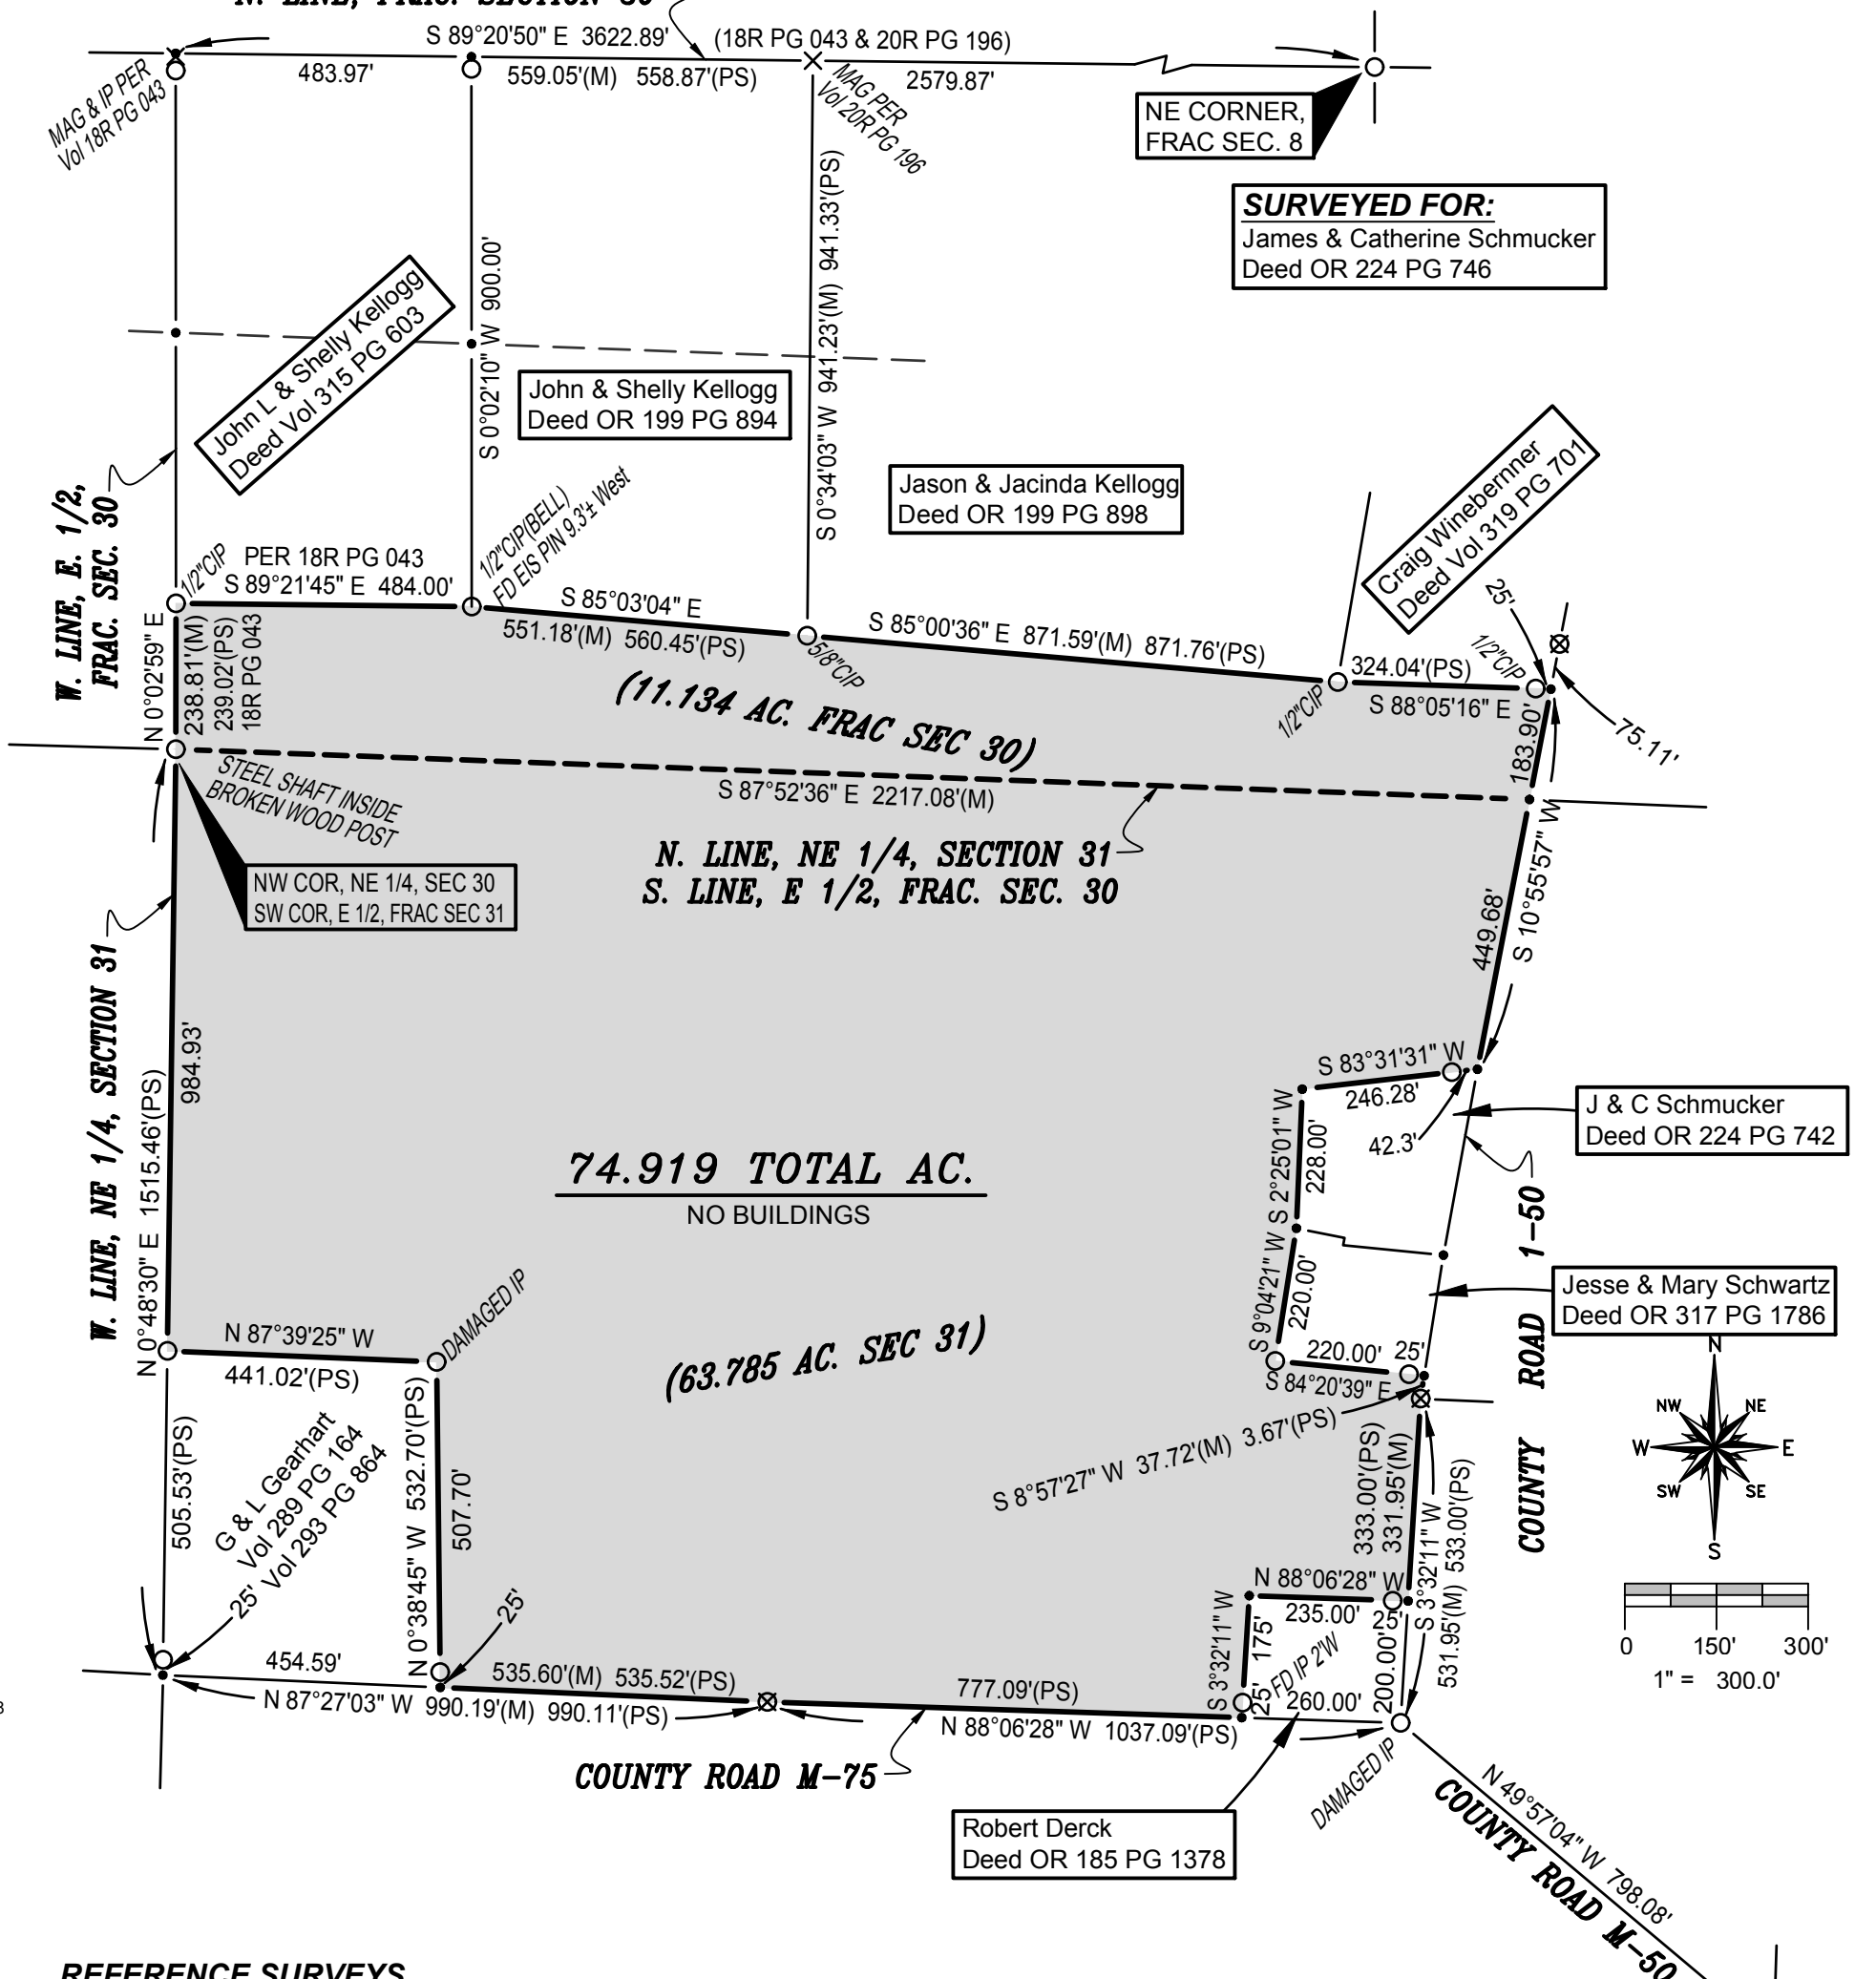 N. LINE, FRAC. SECTION 30
S 89°20'50" E 3622.89'
(18R PG 043 & 20R PG 196)
483.97'
559.05'(M) 558.87'(PS)
2579.87'
MAG & IP PER
Vol 18R PG 043
MAG PER
Vol 20R PG 196
NE CORNER,
FRAC SEC. 8
SURVEYED FOR:
James & Catherine Schmucker
Deed OR 224 PG 746
S 0°02'10" W 900.00'
S 0°34'03" W 941.23'(M) 941.33'(PS)
John L & Shelly Kellogg
Deed Vol 315 PG 603
John & Shelly Kellogg
Deed OR 199 PG 894
Jason & Jacinda Kellogg
Deed OR 199 PG 898
Craig Winebernner
Deed Vol 319 PG 701
W. LINE, E. 1/2,
FRAC. SEC. 30
1/2"CIP
PER 18R PG 043
S 89°21'45" E 484.00'
1/2"CIP(BELL)
FD E/S PIN 9.3'± West
S 85°03'04" E
551.18'(M) 560.45'(PS)
5/8"CIP
S 85°00'36" E 871.59'(M) 871.76'(PS)
1/2"CIP
324.04'(PS)
S 88°05'16" E
1/2"CIP
25'
75.11'
N 0°02'59" E
238.81'(M)
239.02'(PS)
18R PG 043
(11.134 AC. FRAC SEC 30)
183.90'
STEEL SHAFT INSIDE
BROKEN WOOD POST
S 87°52'36" E 2217.08'(M)
N. LINE, NE 1/4, SECTION 31
S. LINE, E 1/2, FRAC. SEC. 30
NW COR, NE 1/4, SEC 30
SW COR, E 1/2, FRAC SEC 31
449.68'
S 10°55'57" W
W. LINE, NE 1/4, SECTION 31
N 0°48'30" E 1515.46'(PS)
984.93'
S 83°31'31" W
246.28'
42.3'
S 2°25'01" W
228.00'
J & C Schmucker
Deed OR 224 PG 742
74.919 TOTAL AC.
NO BUILDINGS
COUNTY ROAD 1-50
S 9°04'21" W
220.00'
Jesse & Mary Schwartz
Deed OR 317 PG 1786
N 87°39'25" W
441.02'(PS)
DAMAGED IP
(63.785 AC. SEC 31)
220.00' 25'
S 84°20'39" E
S 8°57'27" W 37.72'(M) 3.67'(PS)
N
NW NE
W E
SW SE
S
505.53'(PS)
G & L Gearhart
Vol 289 PG 164
Vol 293 PG 864
25'
N 0°38'45" W 532.70'(PS)
507.70'
25'
333.00'(PS)
331.95'(M)
S 3°32'11" W
531.95'(M) 533.00'(PS)
N 88°06'28" W
235.00' 25'
S 3°32'11" W
175'
25'
FD IP 2'W
260.00'
200.00'
0 150' 300'
1" = 300.0'
454.59'
535.60'(M) 535.52'(PS)
N 87°27'03" W 990.19'(M) 990.11'(PS)
777.09'(PS)
N 88°06'28" W 1037.09'(PS)
COUNTY ROAD M-75
DAMAGED IP
Robert Derck
Deed OR 185 PG 1378
N 49°57'04" W 798.08'
COUNTY ROAD M-50
REFERENCE SURVEYS